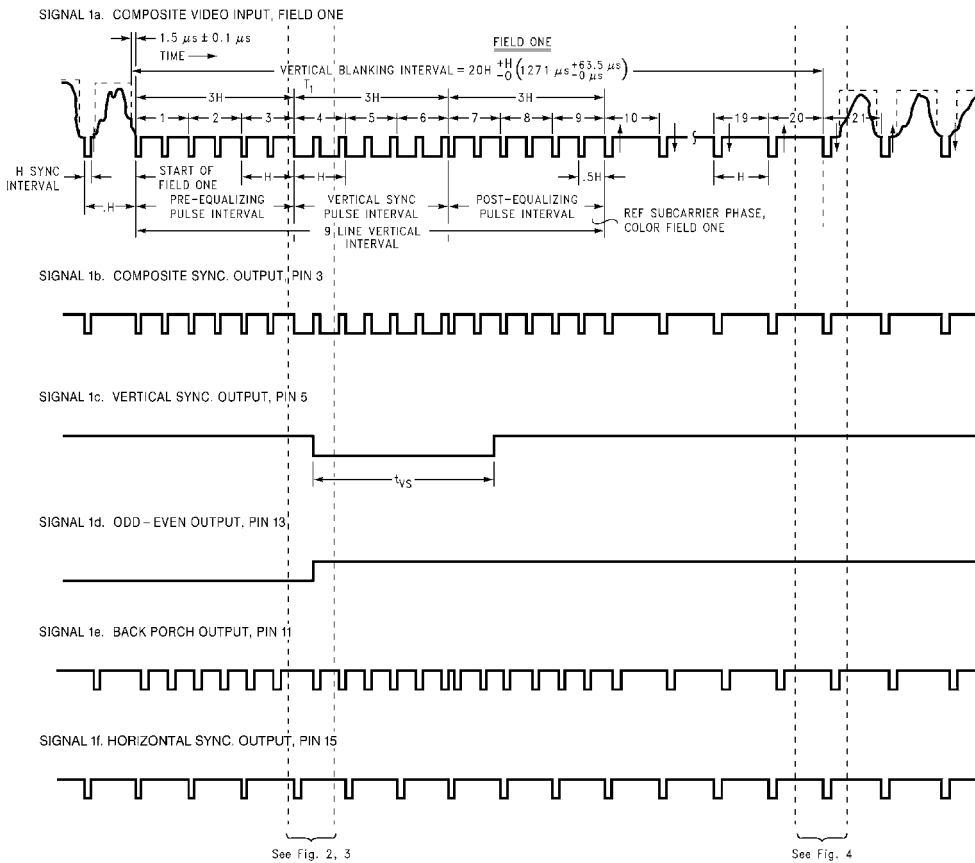 SIGNAL 1a. COMPOSITE VIDEO INPUT, FIELD ONE
1.5 µs ± 0.1 µs
TIME
FIELD ONE
VERTICAL BLANKING INTERVAL = 20H +H -0 (1271 µs +63.5 µs -0 µs)
T1
3H 3H 3H
1 2 3 4 5 6 7 8 9 10 19 20 21
H SYNC
INTERVAL
START OF
FIELD ONE
H H .5H H
.H
PRE-EQUALIZING
PULSE INTERVAL
VERTICAL SYNC
PULSE INTERVAL
POST-EQUALIZING
PULSE INTERVAL
REF SUBCARRIER PHASE,
COLOR FIELD ONE
9 LINE VERTICAL
INTERVAL
SIGNAL 1b. COMPOSITE SYNC. OUTPUT, PIN 3
SIGNAL 1c. VERTICAL SYNC. OUTPUT, PIN 5
tVS
SIGNAL 1d. ODD–EVEN OUTPUT, PIN 13
SIGNAL 1e. BACK PORCH OUTPUT, PIN 11
SIGNAL 1f. HORIZONTAL SYNC. OUTPUT, PIN 15
See Fig. 2, 3
See Fig. 4